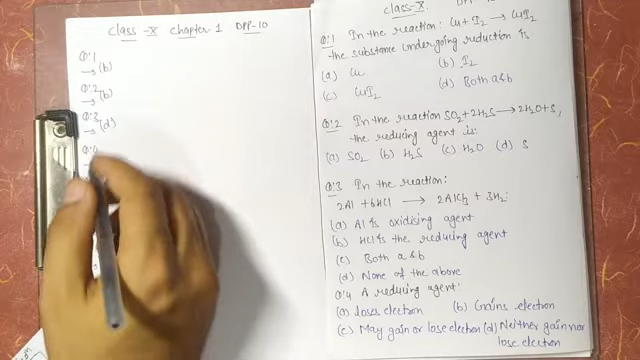 Class -X Chapter 1 DPP-10
Q:1
→ (b)
Q:2
→ (b)
Q:3
→ (d)
Q:4
Class-X
Q:1 In the reaction: Cu + I2 → CuI2
the substance undergoing reduction is
(a) Cu (b) I2
(c) CuI2 (d) Both a&b
Q:2 In the reaction SO2+2H2S → 2H2O+S,
the reducing agent is:
(a) SO2 (b) H2S (c) H2O (d) S
Q:3 In the reaction:
2Al + 6HCl → 2AlCl3 + 3H2:
(a) Al is oxidising agent
(b) HCl is the reducing agent
(c) Both a&b
(d) None of the above
Q:4 A reducing agent:
(a) loses electron (b) Gains electron
(c) May gain or lose electron (d) Neither gain nor
lose electron